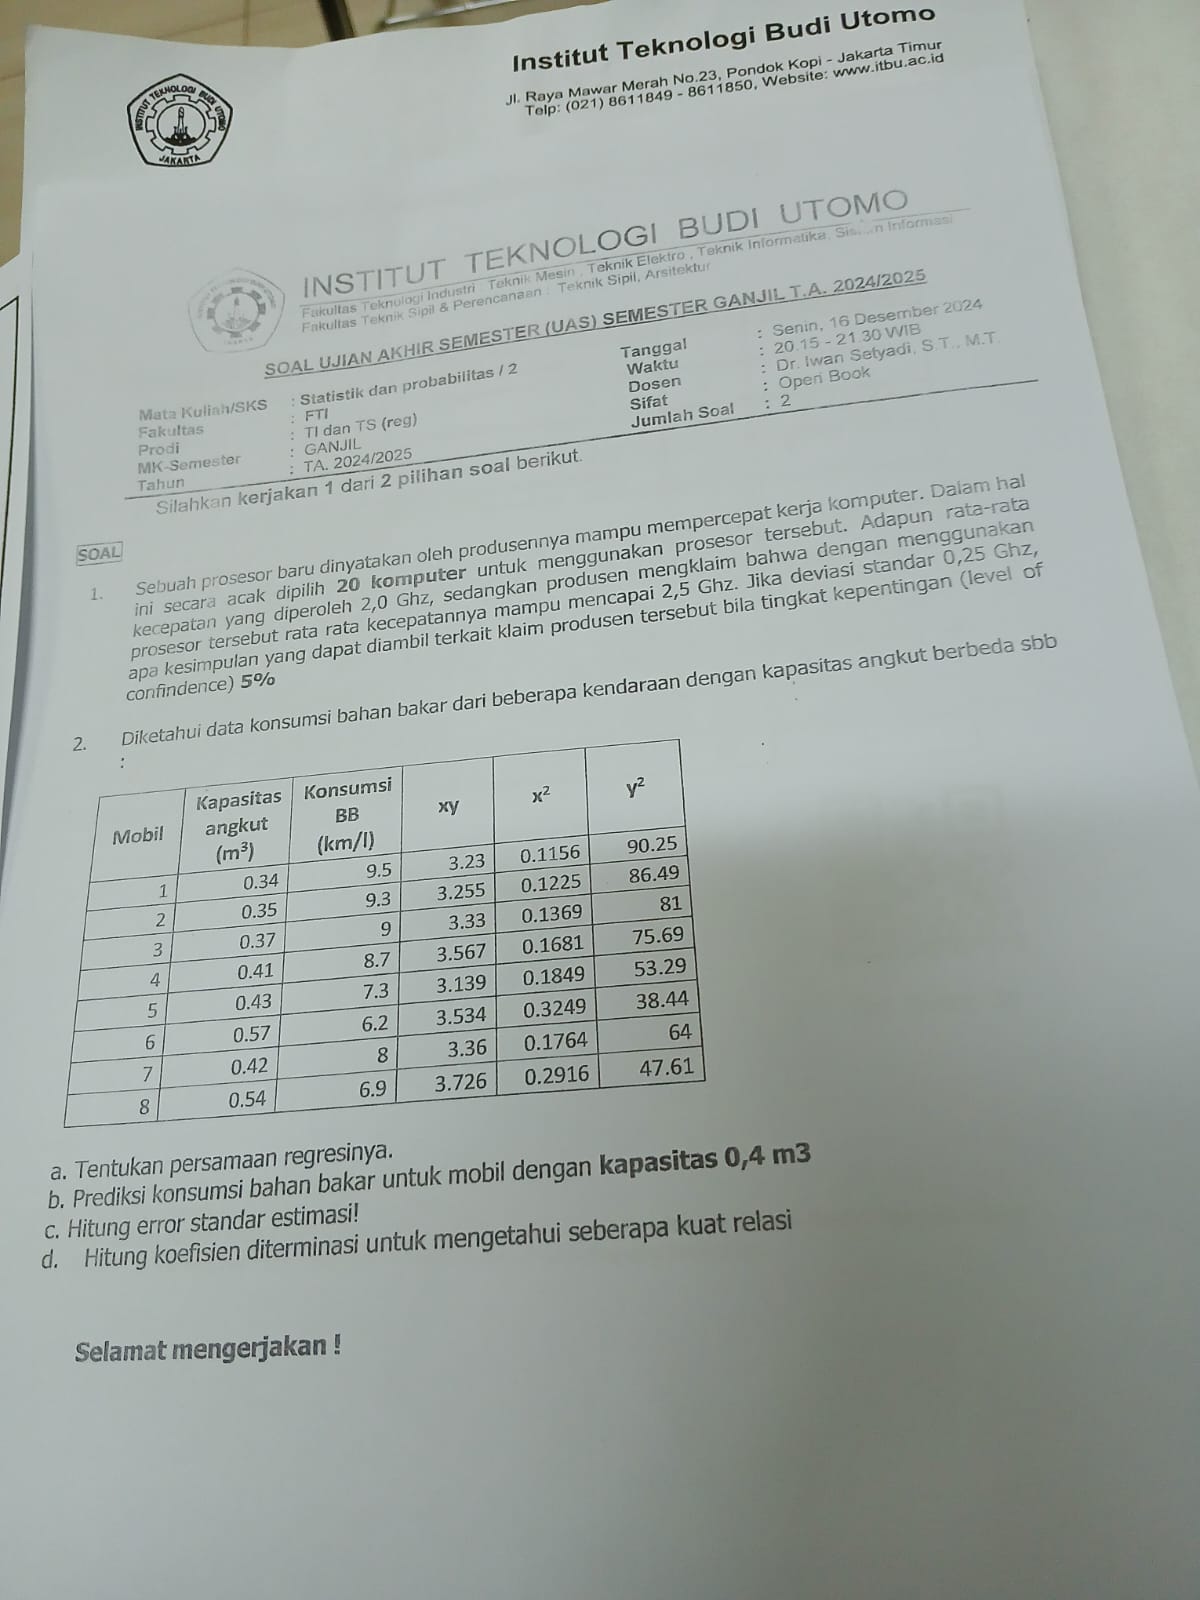 Institut Teknologi Budi Utomo
Jl. Raya Mawar Merah No.23, Pondok Kopi - Jakarta Timur
Telp: (021) 8611849 - 8611850, Website: www.itbu.ac.id
INSTITUT TEKNOLOGI BUDI UTOMO
JAKARTA
INSTITUT TEKNOLOGI BUDI UTOMO
Fakultas Teknologi Industri : Teknik Mesin , Teknik Elektro , Teknik Informatika, Informasi
Fakultas Teknik Sipil & Perencanaan : Teknik Sipil, Arsitektur
SOAL UJIAN AKHIR SEMESTER (UAS) SEMESTER GANJIL T.A. 2024/2025
Mata Kuliah/SKS : Statistik dan probabilitas / 2
Fakultas : FTI
Prodi : TI dan TS (reg)
MK-Semester : GANJIL
Tahun : TA. 2024/2025
Tanggal : Senin, 16 Desember 2024
Waktu : 20.15 - 21.30 WIB
Dosen : Dr. Iwan Setyadi, S.T., M.T.
Sifat : Open Book
Jumlah Soal : 2
Silahkan kerjakan 1 dari 2 pilihan soal berikut.
SOAL
1. Sebuah prosesor baru dinyatakan oleh produsennya mampu mempercepat kerja komputer. Dalam hal
ini secara acak dipilih 20 komputer untuk menggunakan prosesor tersebut. Adapun rata-rata
kecepatan yang diperoleh 2,0 Ghz, sedangkan produsen mengklaim bahwa dengan menggunakan
prosesor tersebut rata rata kecepatannya mampu mencapai 2,5 Ghz. Jika deviasi standar 0,25 Ghz,
apa kesimpulan yang dapat diambil terkait klaim produsen tersebut bila tingkat kepentingan (level of
confindence) 5%
2. Diketahui data konsumsi bahan bakar dari beberapa kendaraan dengan kapasitas angkut berbeda sbb
:
Mobil Kapasitas angkut (m³) Konsumsi BB (km/l) xy x² y²
1 0.34 9.5 3.23 0.1156 90.25
2 0.35 9.3 3.255 0.1225 86.49
3 0.37 9 3.33 0.1369 81
4 0.41 8.7 3.567 0.1681 75.69
5 0.43 7.3 3.139 0.1849 53.29
6 0.57 6.2 3.534 0.3249 38.44
7 0.42 8 3.36 0.1764 64
8 0.54 6.9 3.726 0.2916 47.61
a. Tentukan persamaan regresinya.
b. Prediksi konsumsi bahan bakar untuk mobil dengan kapasitas 0,4 m3
c. Hitung error standar estimasi!
d. Hitung koefisien diterminasi untuk mengetahui seberapa kuat relasi
Selamat mengerjakan !